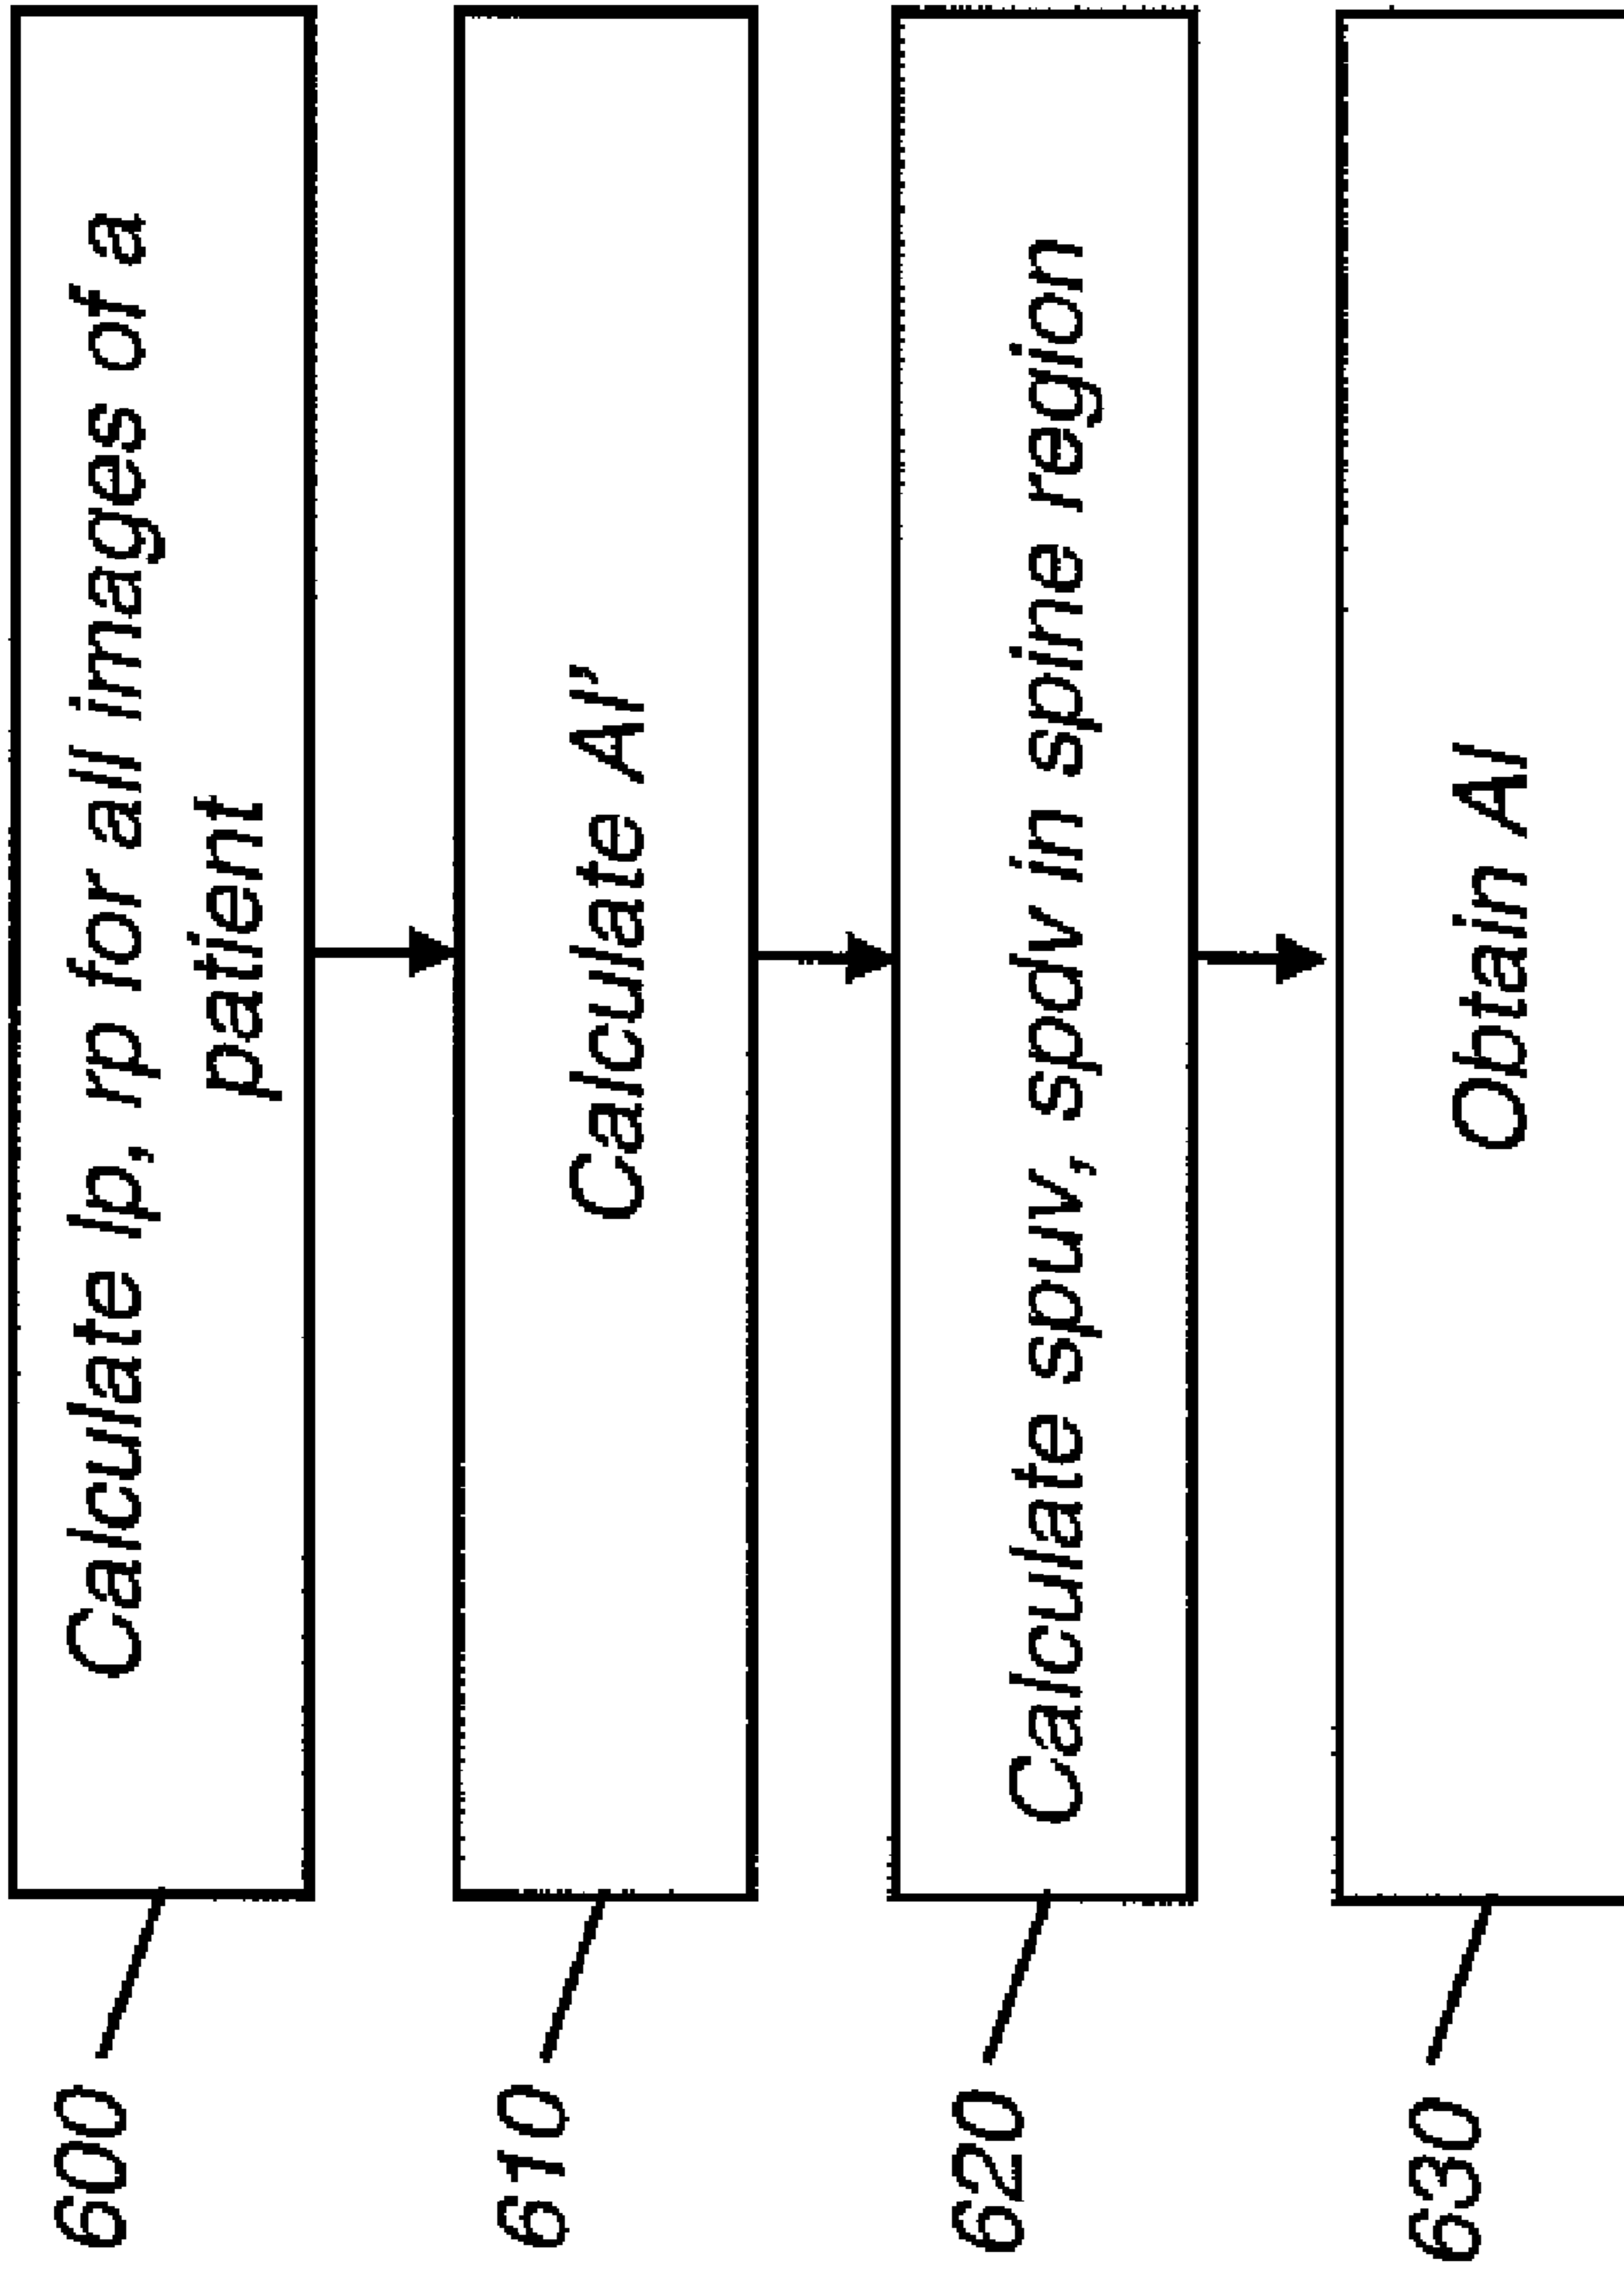 600
Calculate lp, rp for all images of a
patient
610
Calculate AI’
620
Calculate spuv, spdv in spine region
630
Obtain AI